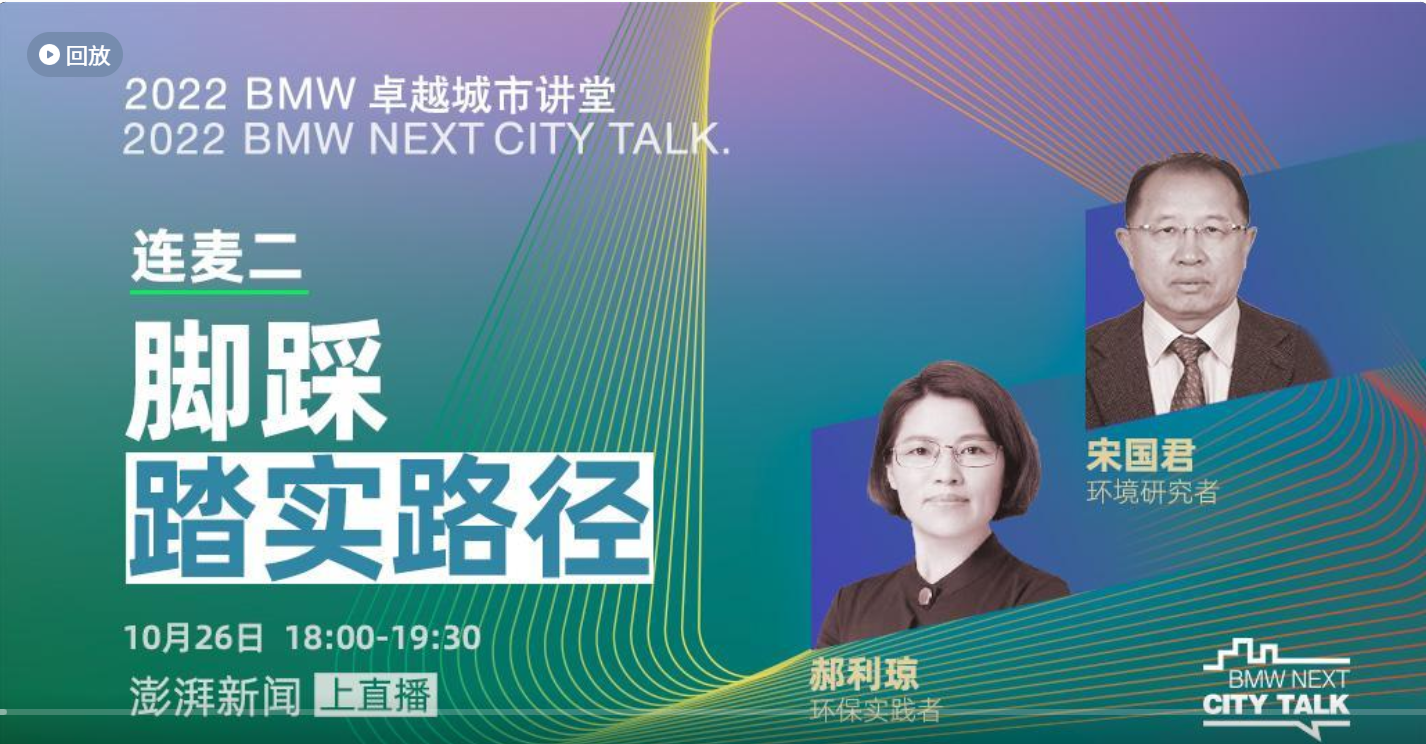 回放
2022 BMW 卓越城市讲堂
2022 BMW NEXT CITY TALK.
连麦二
脚踩
踏实路径
10月26日 18:00-19:30
澎湃新闻 上直播
宋国君
环境研究者
郝利琼
环保实践者
BMW NEXT
CITY TALK